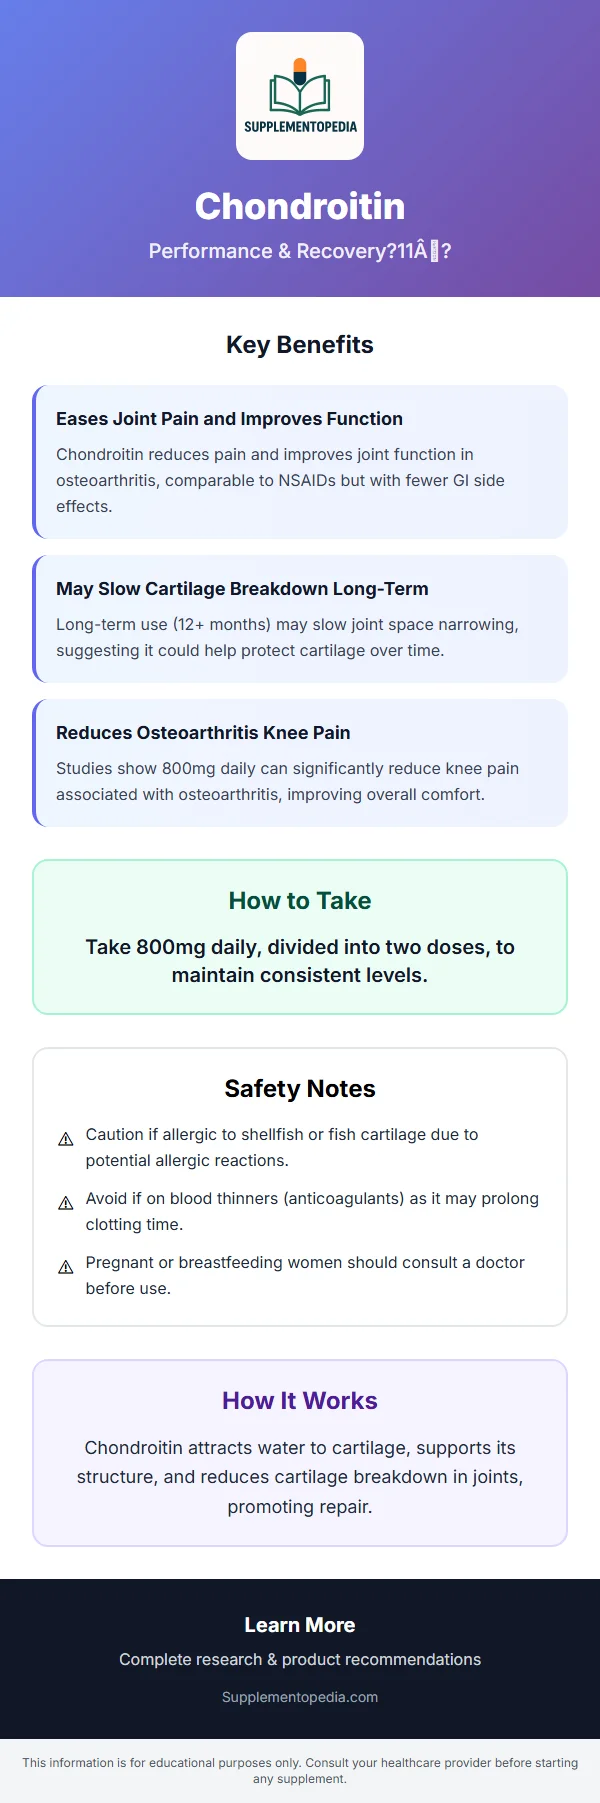 SUPPLEMENTOPEDIA
Chondroitin
Performance & Recovery?11Â?
Key Benefits
Eases Joint Pain and Improves Function
Chondroitin reduces pain and improves joint function in
osteoarthritis, comparable to NSAIDs but with fewer GI side
effects.
May Slow Cartilage Breakdown Long-Term
Long-term use (12+ months) may slow joint space narrowing,
suggesting it could help protect cartilage over time.
Reduces Osteoarthritis Knee Pain
Studies show 800mg daily can significantly reduce knee pain
associated with osteoarthritis, improving overall comfort.
How to Take
Take 800mg daily, divided into two doses, to
maintain consistent levels.
Safety Notes
Caution if allergic to shellfish or fish cartilage due to
potential allergic reactions.
Avoid if on blood thinners (anticoagulants) as it may prolong
clotting time.
Pregnant or breastfeeding women should consult a doctor
before use.
How It Works
Chondroitin attracts water to cartilage, supports its
structure, and reduces cartilage breakdown in joints,
promoting repair.
Learn More
Complete research & product recommendations
Supplementopedia.com
This information is for educational purposes only. Consult your healthcare provider before starting
any supplement.